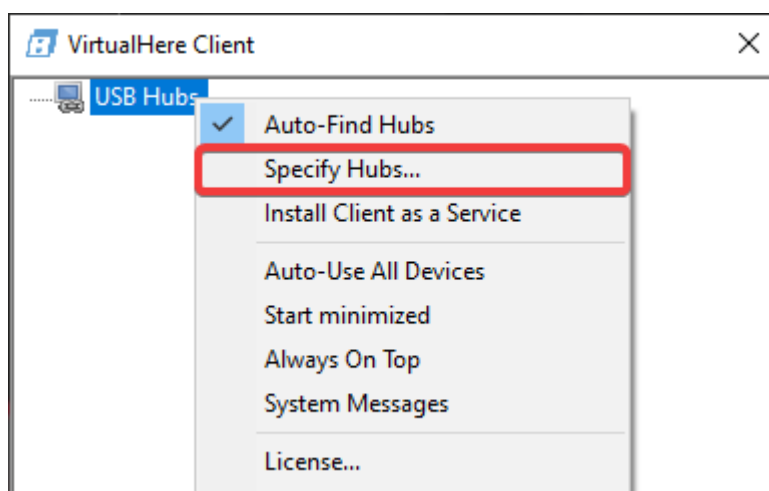 VirtualHere Client
USB Hubs
Auto-Find Hubs
Specify Hubs...
Install Client as a Service
Auto-Use All Devices
Start minimized
Always On Top
System Messages
License...